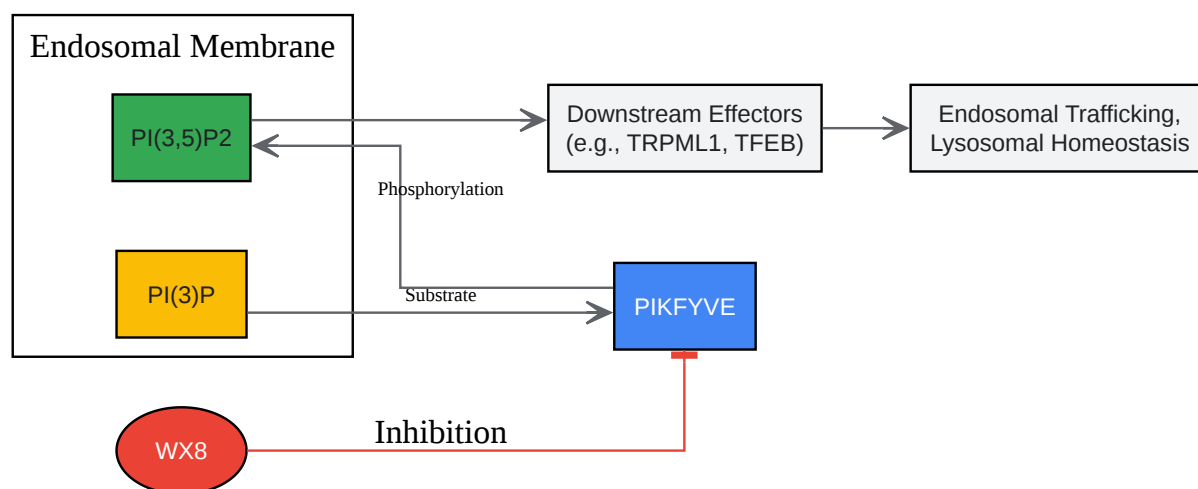 Endosomal Membrane
PI(3,5)P2
Downstream Effectors
(e.g., TRPML1, TFEB)
Endosomal Trafficking,
Lysosomal Homeostasis
Phosphorylation
PI(3)P
Substrate
PIKFYVE
WX8
Inhibition